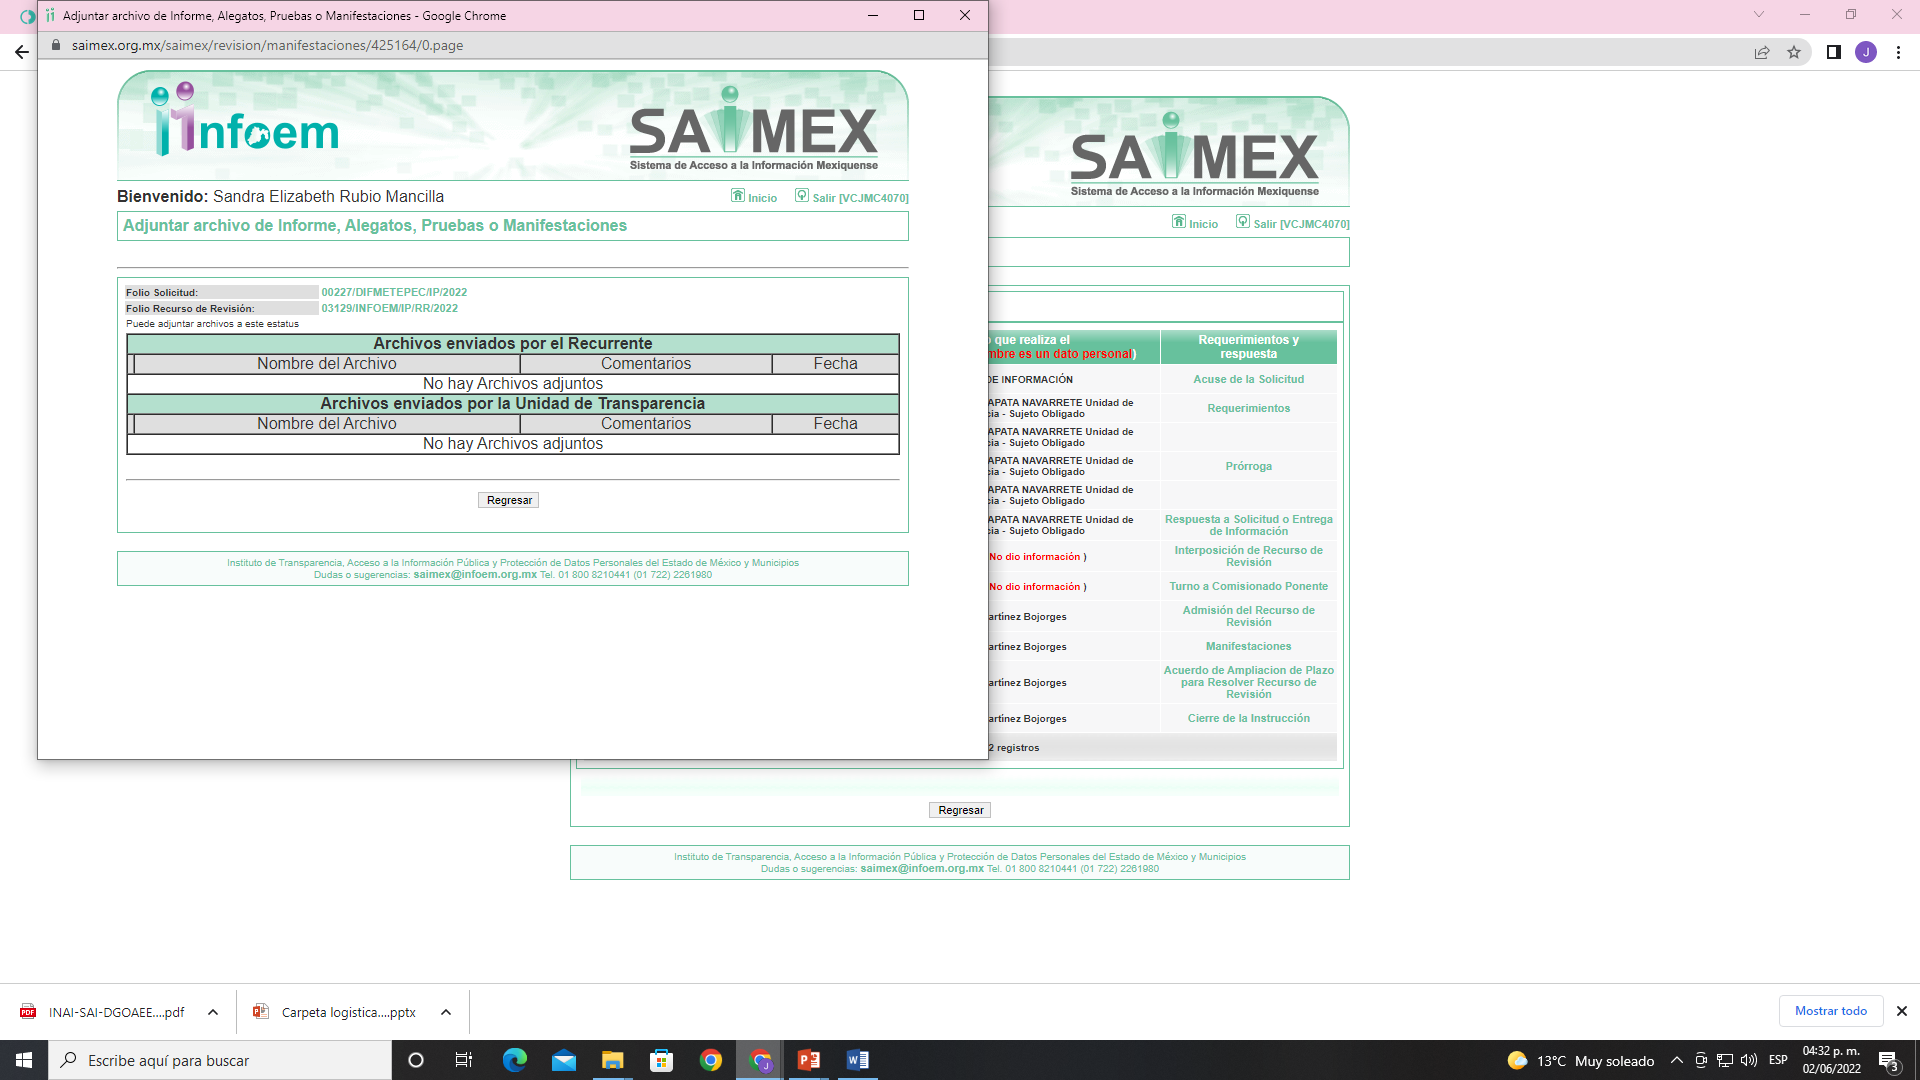 Adjuntar archivo de Informe, Alegatos, Pruebas o Manifestaciones - Google Chrome
saimex.org.mx/saimex/revision/manifestaciones/425164/0.page
infoem
SAIMEX
Sistema de Acceso a la Información Mexiquense
Bienvenido: Sandra Elizabeth Rubio Mancilla
Inicio
Salir [VCJMC4070]
Adjuntar archivo de Informe, Alegatos, Pruebas o Manifestaciones
Folio Solicitud: 00227/DIFMETEPEC/IP/2022
Folio Recurso de Revisión: 03129/INFOEM/IP/RR/2022
Puede adjuntar archivos a este estatus
Archivos enviados por el Recurrente
Nombre del Archivo Comentarios Fecha
No hay Archivos adjuntos
Archivos enviados por la Unidad de Transparencia
Nombre del Archivo Comentarios Fecha
No hay Archivos adjuntos
Regresar
Instituto de Transparencia, Acceso a la Información Pública y Protección de Datos Personales del Estado de México y Municipios
Dudas o sugerencias: saimex@infoem.org.mx Tel. 01 800 8210441 (01 722) 2261980
J
SAIMEX
Sistema de Acceso a la Información Mexiquense
Inicio
Salir [VCJMC4070]
que realiza el
mbre es un dato personal)
Requerimientos y
respuesta
DE INFORMACIÓN
Acuse de la Solicitud
APATA NAVARRETE Unidad de
cia - Sujeto Obligado
Requerimientos
APATA NAVARRETE Unidad de
cia - Sujeto Obligado
APATA NAVARRETE Unidad de
cia - Sujeto Obligado
Prórroga
APATA NAVARRETE Unidad de
cia - Sujeto Obligado
APATA NAVARRETE Unidad de
cia - Sujeto Obligado
Respuesta a Solicitud o Entrega
de Información
No dio información )
Interposición de Recurso de
Revisión
No dio información )
Turno a Comisionado Ponente
artinez Bojorges
Admisión del Recurso de
Revisión
artinez Bojorges
Manifestaciones
artinez Bojorges
Acuerdo de Ampliacion de Plazo
para Resolver Recurso de
Revisión
artinez Bojorges
Cierre de la Instrucción
2 registros
Regresar
Instituto de Transparencia, Acceso a la Información Pública y Protección de Datos Personales del Estado de México y Municipios
Dudas o sugerencias: saimex@infoem.org.mx Tel. 01 800 8210441 (01 722) 2261980
PDF
INAI-SAI-DGOAEE....pdf
Carpeta logistica....pptx
Mostrar todo
Escribe aquí para buscar
13°C Muy soleado
ESP
04:32 p. m.
02/06/2022
3